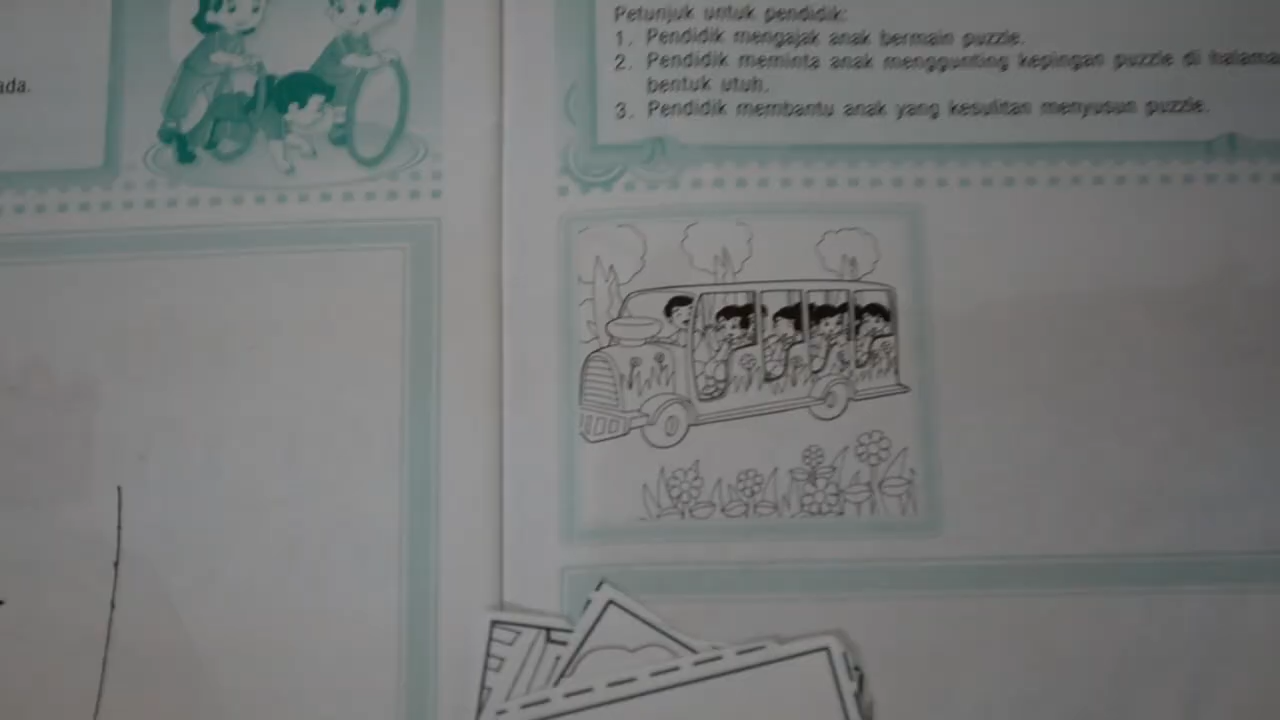 ada.
Petunjuk untuk pendidik:
1. Pendidik mengajak anak bermain puzzle.
2. Pendidik meminta anak menggunting kepingan puzzle di
bentuk utuh.
3. Pendidik membantu anak yang kesulitan menyusun puzzle.